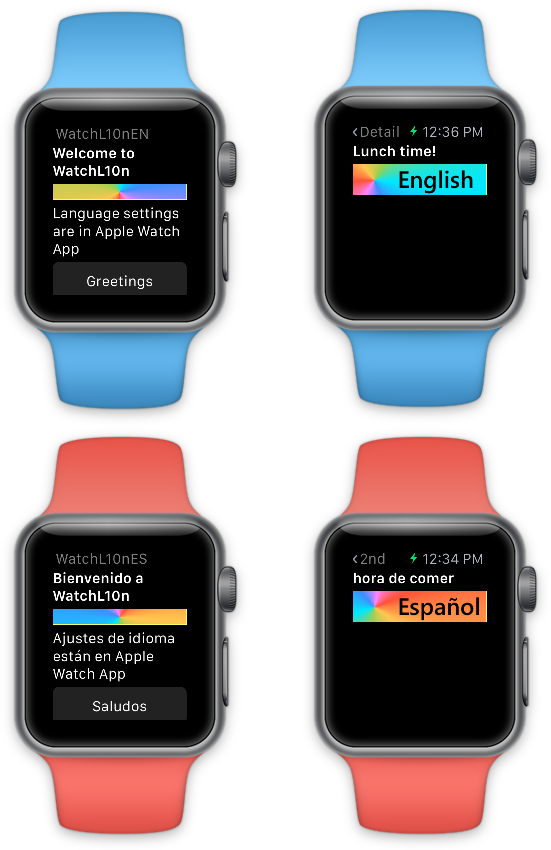 WatchL10nEN
Welcome to
WatchL10n
Language settings
are in Apple Watch
App
Greetings
‹Detail 12:36 PM
Lunch time!
English
WatchL10nES
Bienvenido a
WatchL10n
Ajustes de idioma
están en Apple
Watch App
Saludos
‹2nd 12:34 PM
hora de comer
Español